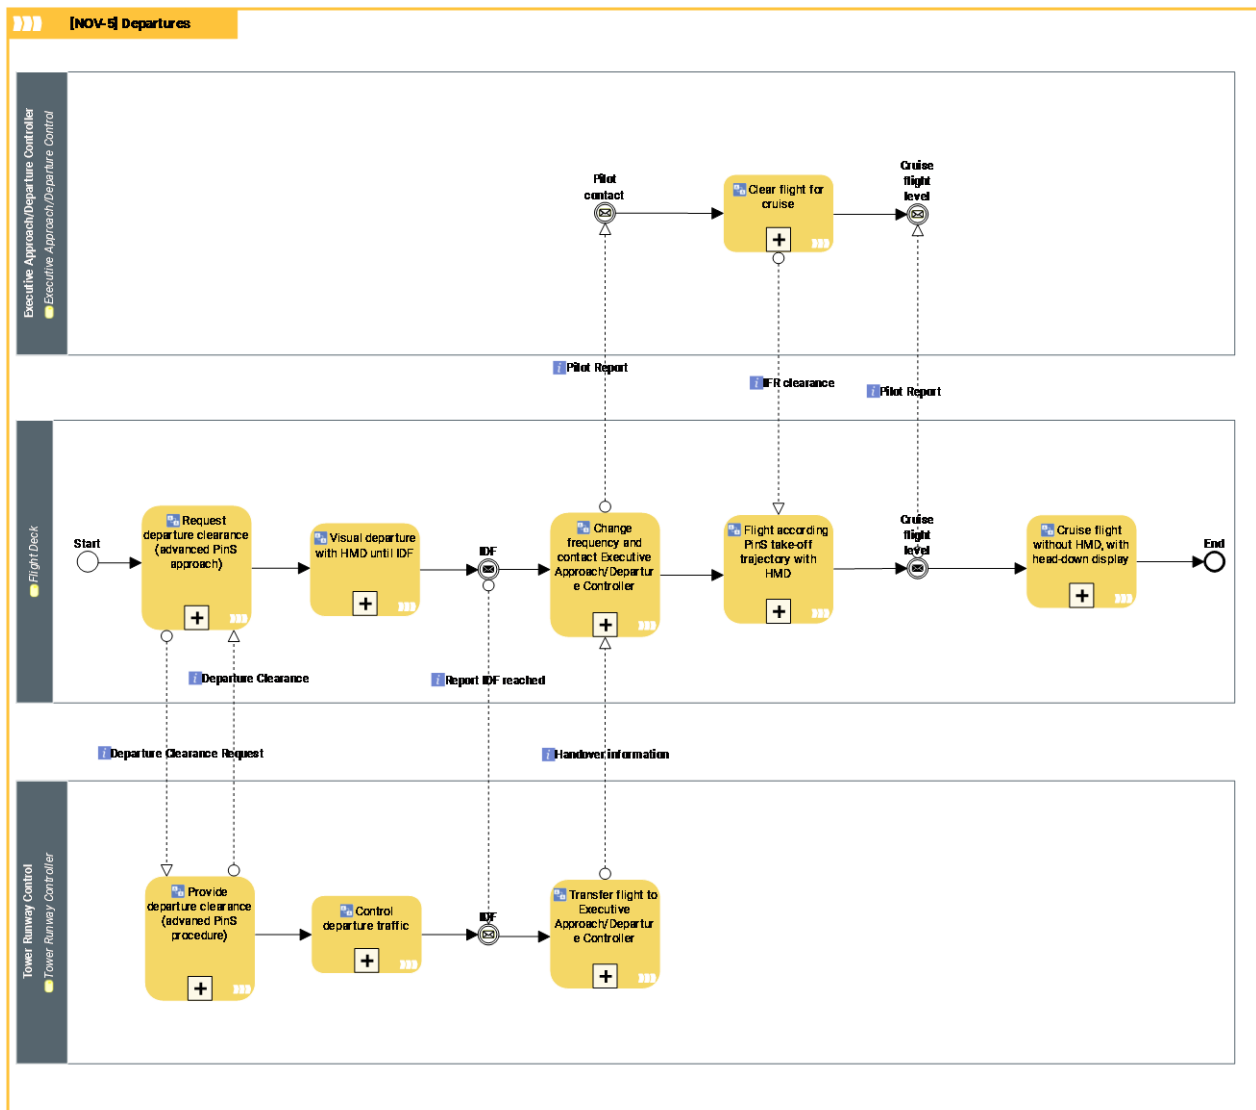 [NOV-5] Departures
Executive Approach/Departure Controller
Executive Approach/Departure Control
Pilot
contact
Clear flight for
cruise
Cruise
flight
level
Pilot Report
IFR clearance
Pilot Report
Flight Deck
Start
Request
departure clearance
(advanced PinS
approach)
Visual departure
with HMD until IDF
IDF
Change
frequency and
contact Executive
Approach/Departur
e Controller
Flight according
PinS take-off
trajectory with
HMD
Cruise
flight
level
Cruise flight
without HMD, with
head-down display
End
Departure Clearance
Report IDF reached
Departure Clearance Request
Handover information
Tower Runway Control
Tower Runway Controller
Provide
departure clearance
(advaned PinS
procedure)
Control
departure traffic
IDF
Transfer flight to
Executive
Approach/Departur
e Controller